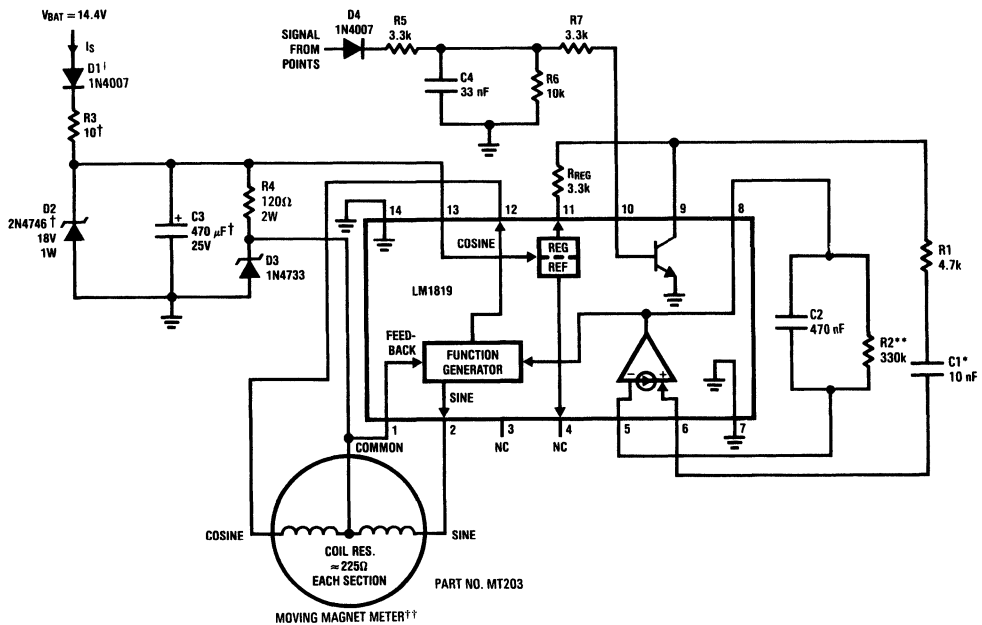 VBAT = 14.4V
IS
D1†
1N4007
R3
10†
D2
2N4746 †
18V
1W
C3
470 µF†
25V
+
R4
120Ω
2W
D3
1N4733
SIGNAL
FROM
POINTS
D4
1N4007
R5
3.3k
C4
33 nF
R6
10k
R7
3.3k
RREG
3.3k
14
13
12
11
10
9
8
COSINE
REG
REF
LM1819
FEED-
BACK
FUNCTION
GENERATOR
SINE
1
2
3
4
5
6
7
NC
NC
COMMON
- +
C2
470 nF
R2**
330k
R1
4.7k
C1*
10 nF
COSINE
SINE
COIL RES.
≈225Ω
EACH SECTION
PART NO. MT203
MOVING MAGNET METER††